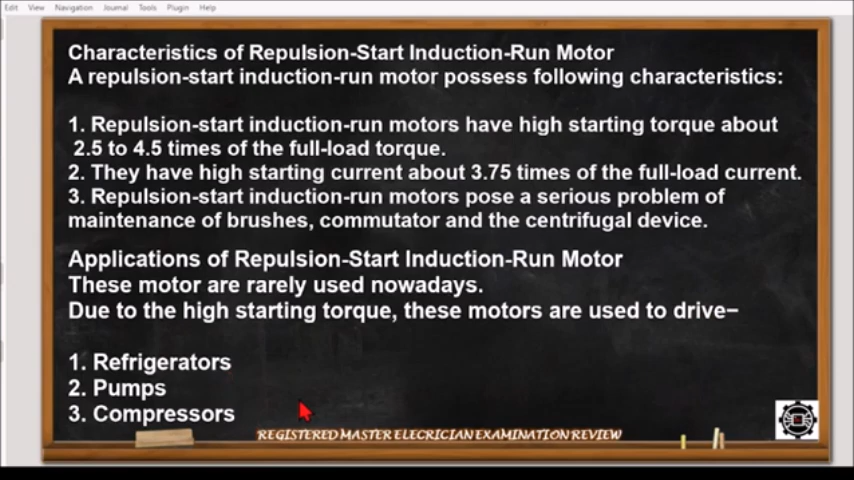 Edit View Navigation Journal Tools Plugin Help
Characteristics of Repulsion-Start Induction-Run Motor
A repulsion-start induction-run motor possess following characteristics:
1. Repulsion-start induction-run motors have high starting torque about
2.5 to 4.5 times of the full-load torque.
2. They have high starting current about 3.75 times of the full-load current.
3. Repulsion-start induction-run motors pose a serious problem of
maintenance of brushes, commutator and the centrifugal device.
Applications of Repulsion-Start Induction-Run Motor
These motor are rarely used nowadays.
Due to the high starting torque, these motors are used to drive−
1. Refrigerators
2. Pumps
3. Compressors
REGISTERED MASTER ELECRICIAN EXAMINATION REVIEW